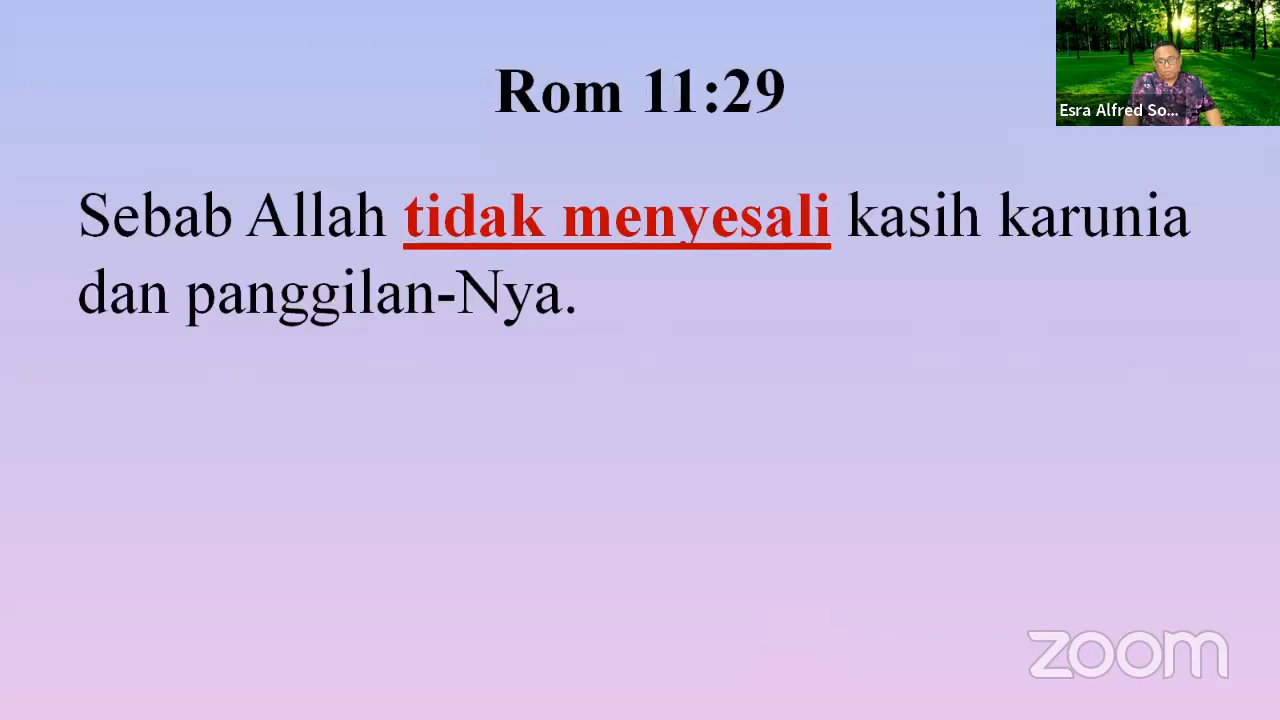 Rom 11:29
Esra Alfred So...
Sebab Allah tidak menyesali kasih karunia
dan panggilan-Nya.
zoom